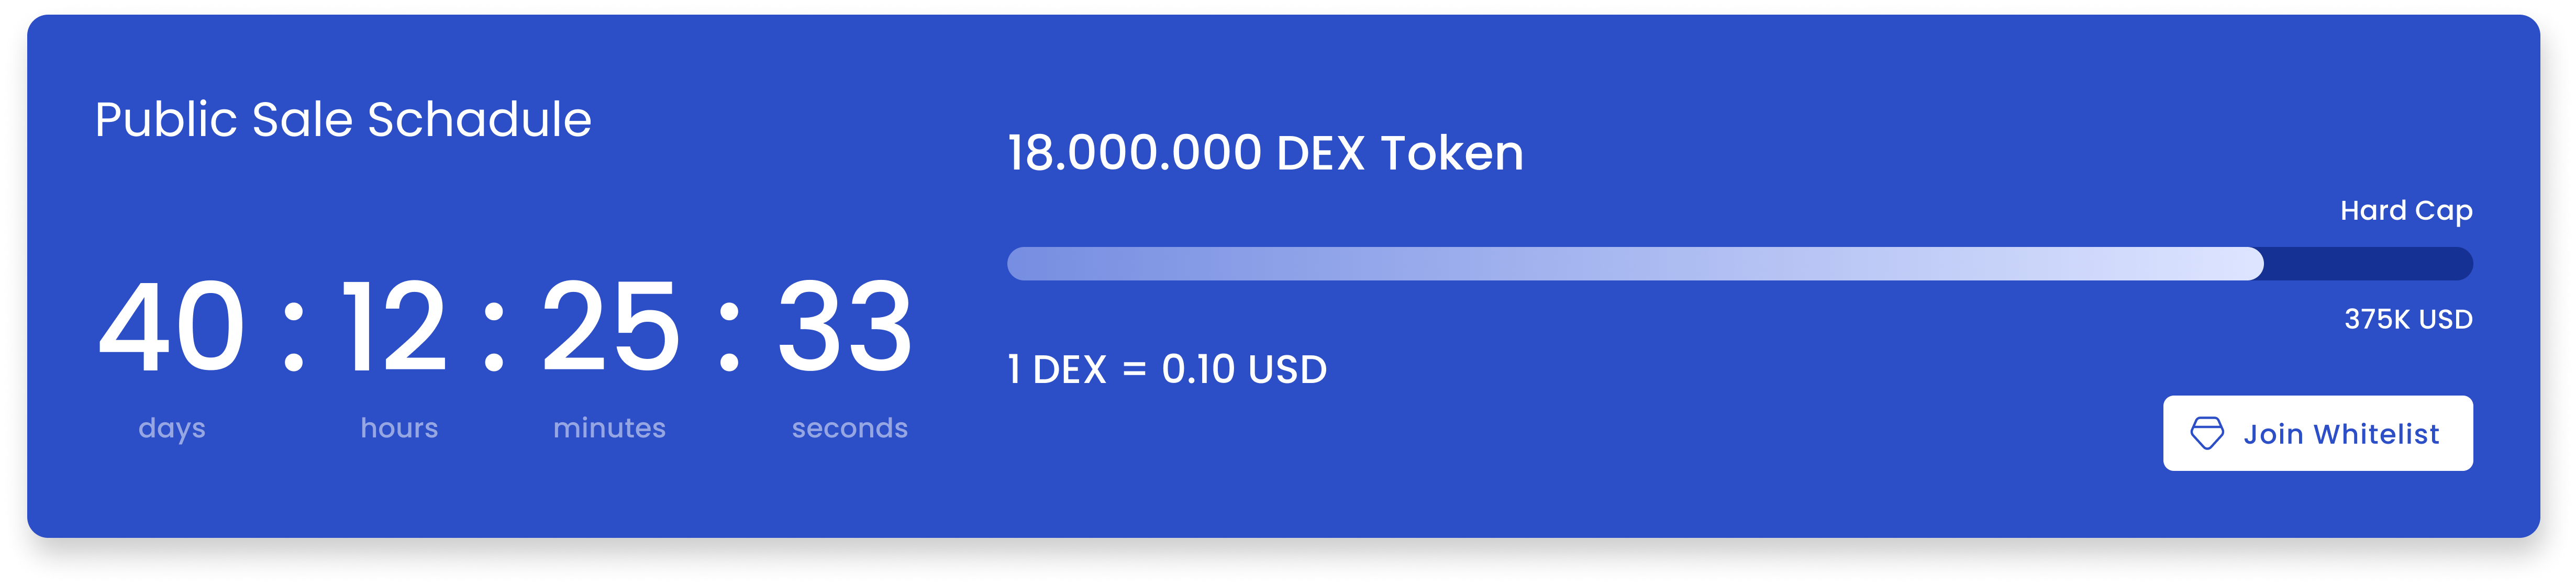 Public Sale Schadule
40 : 12 : 25 : 33
days hours minutes seconds
18.000.000 DEX Token
Hard Cap
375K USD
1 DEX = 0.10 USD
Join Whitelist